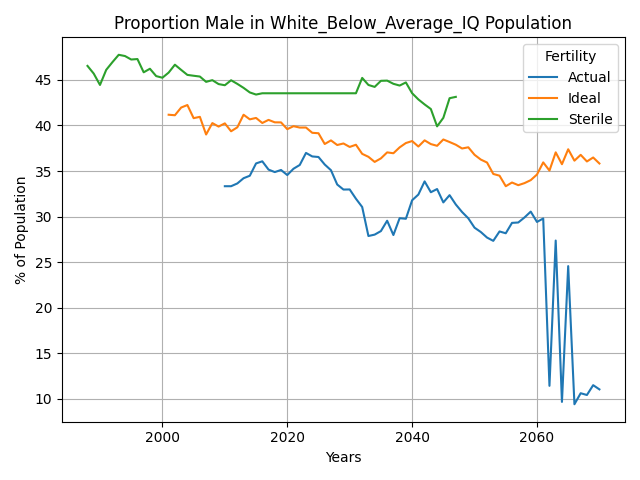 Proportion Male in White_Below_Average_IQ Population
Fertility
Actual
Ideal
Sterile
% of Population
45
40
35
30
25
20
15
10
2000
2020
2040
2060
Years